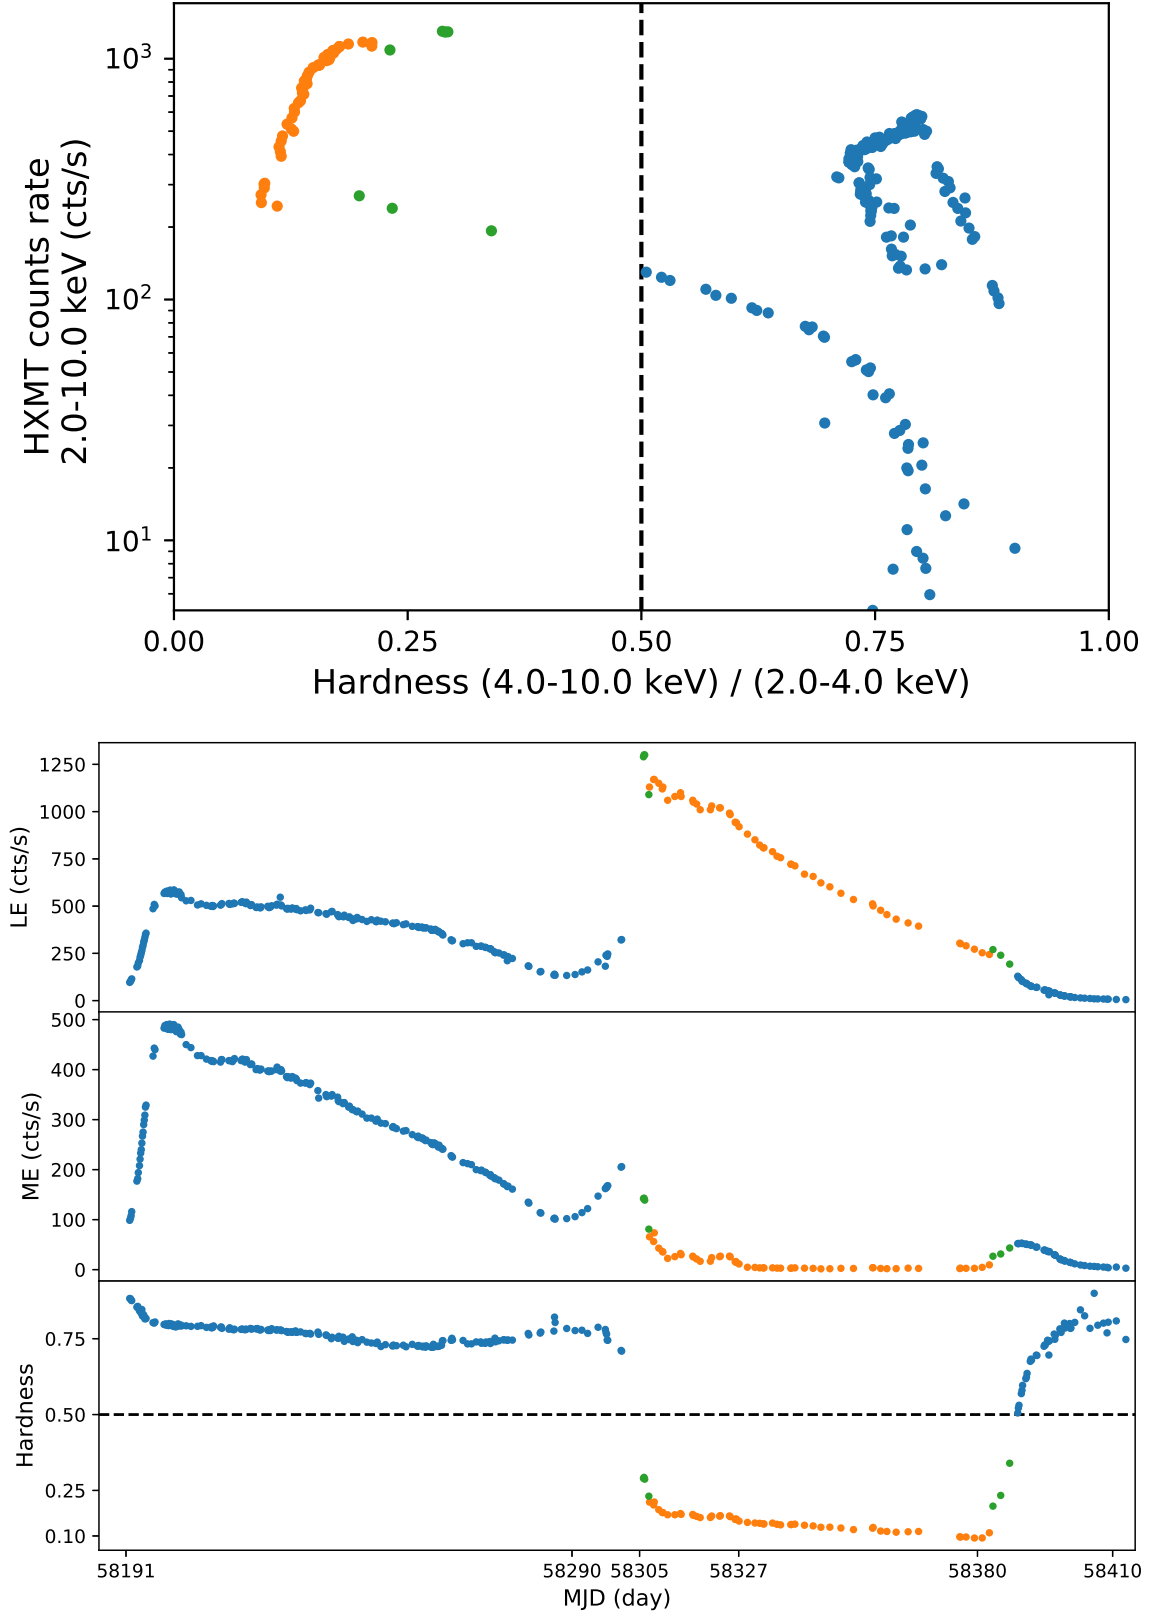 10³
10²
10¹
HXMT counts rate
2.0-10.0 keV (cts/s)
0.00 0.25 0.50 0.75 1.00
Hardness (4.0-10.0 keV) / (2.0-4.0 keV)
1250
1000
750
500
250
0
LE (cts/s)
500
400
300
200
100
0
ME (cts/s)
0.75
0.50
0.25
0.10
Hardness
58191 58290 58305 58327 58380 58410
MJD (day)